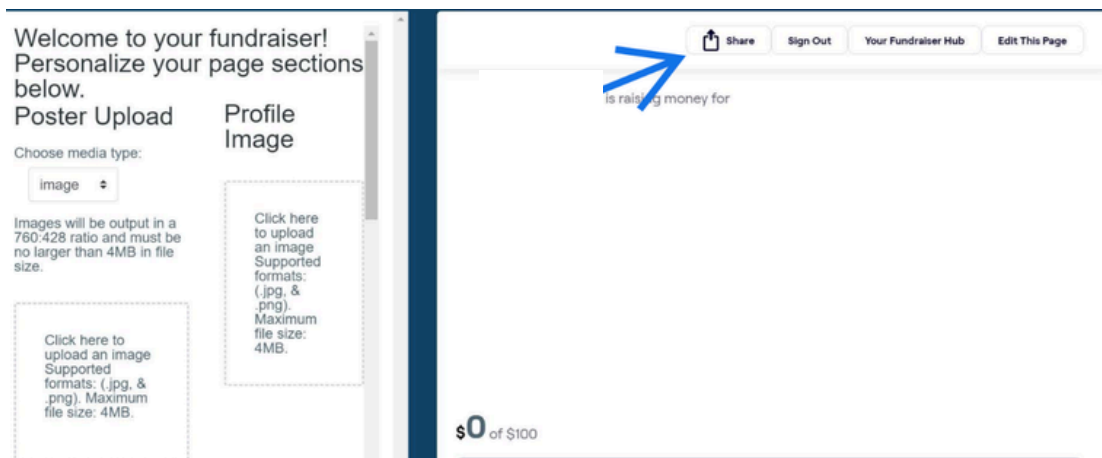 Welcome to your fundraiser!
Personalize your page sections
below.
Poster Upload
Choose media type:
image
Images will be output in a
760:428 ratio and must be
no larger than 4MB in file
size.
Click here to
upload an image
Supported
formats: (.jpg, &
.png). Maximum
file size: 4MB.
Profile
Image
Click here
to upload
an image
Supported
formats:
(.jpg, &
.png).
Maximum
file size:
4MB.
Share
Sign Out
Your Fundraiser Hub
Edit This Page
is raising money for
$0 of $100